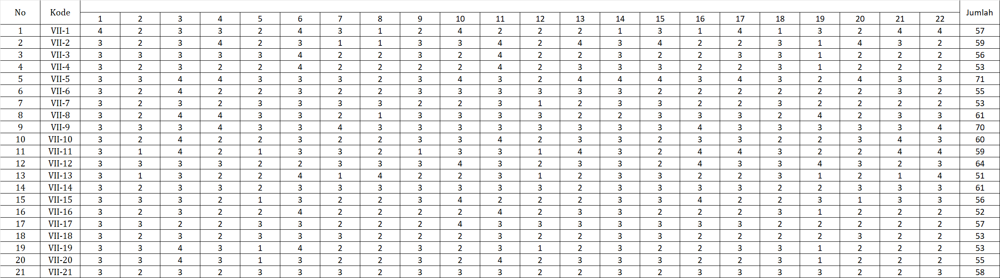 No Kode Jumlah
1 2 3 4 5 6 7 8 9 10 11 12 13 14 15 16 17 18 19 20 21 22
1 VII-1 4 2 3 3 2 4 3 1 2 4 2 2 2 1 3 1 4 1 3 2 4 4 57
2 VII-2 3 2 3 4 2 3 1 1 3 3 4 2 4 3 4 2 2 3 1 4 3 2 59
3 VII-3 3 3 3 3 3 4 2 2 3 2 4 2 2 3 2 2 3 3 1 2 2 2 56
4 VII-4 3 2 3 2 2 4 2 2 2 2 4 2 3 3 3 2 2 3 1 2 2 2 53
5 VII-5 3 3 4 4 3 3 3 2 3 4 3 2 4 4 4 3 4 3 2 4 3 3 71
6 VII-6 3 2 4 2 2 3 2 2 3 3 3 3 3 3 2 2 2 2 2 2 3 2 55
7 VII-7 3 2 3 2 3 3 3 3 2 2 3 1 2 3 3 2 2 3 2 2 2 2 53
8 VII-8 3 2 4 4 3 3 2 1 3 3 3 3 2 2 3 3 3 2 4 2 3 3 61
9 VII-9 3 3 3 4 3 3 4 3 3 3 3 3 3 3 3 4 3 3 3 3 3 4 70
10 VII-10 3 2 4 2 2 3 2 2 3 3 4 2 3 3 2 3 3 2 2 3 4 3 60
11 VII-11 3 1 4 2 1 3 3 2 1 3 3 1 4 3 2 4 4 3 2 2 4 4 59
12 VII-12 3 3 3 3 2 2 3 3 3 4 3 2 3 3 2 4 3 3 4 3 2 3 64
13 VII-13 3 1 3 2 2 4 1 4 2 2 3 1 2 3 3 2 2 3 1 2 1 4 51
14 VII-14 3 2 3 3 2 3 3 3 3 3 3 3 2 3 3 3 3 2 2 3 3 3 61
15 VII-15 3 3 3 2 1 3 2 2 3 4 2 2 2 3 3 4 2 2 3 1 3 3 56
16 VII-16 3 2 3 2 2 4 2 2 2 2 4 2 3 3 2 2 2 3 1 2 2 2 52
17 VII-17 3 3 2 2 3 3 2 2 2 4 3 3 3 3 3 3 3 2 2 2 2 2 57
18 VII-18 3 2 3 2 3 3 3 2 2 2 3 2 2 3 3 2 2 2 2 3 2 2 53
19 VII-19 3 3 4 3 1 4 2 2 3 2 3 1 2 3 2 2 3 3 1 2 2 2 53
20 VII-20 3 3 4 3 1 3 2 2 3 2 4 2 3 3 3 2 2 3 1 2 2 2 55
21 VII-21 3 2 3 2 3 3 3 2 3 3 3 2 2 3 2 3 3 3 3 2 2 3 58